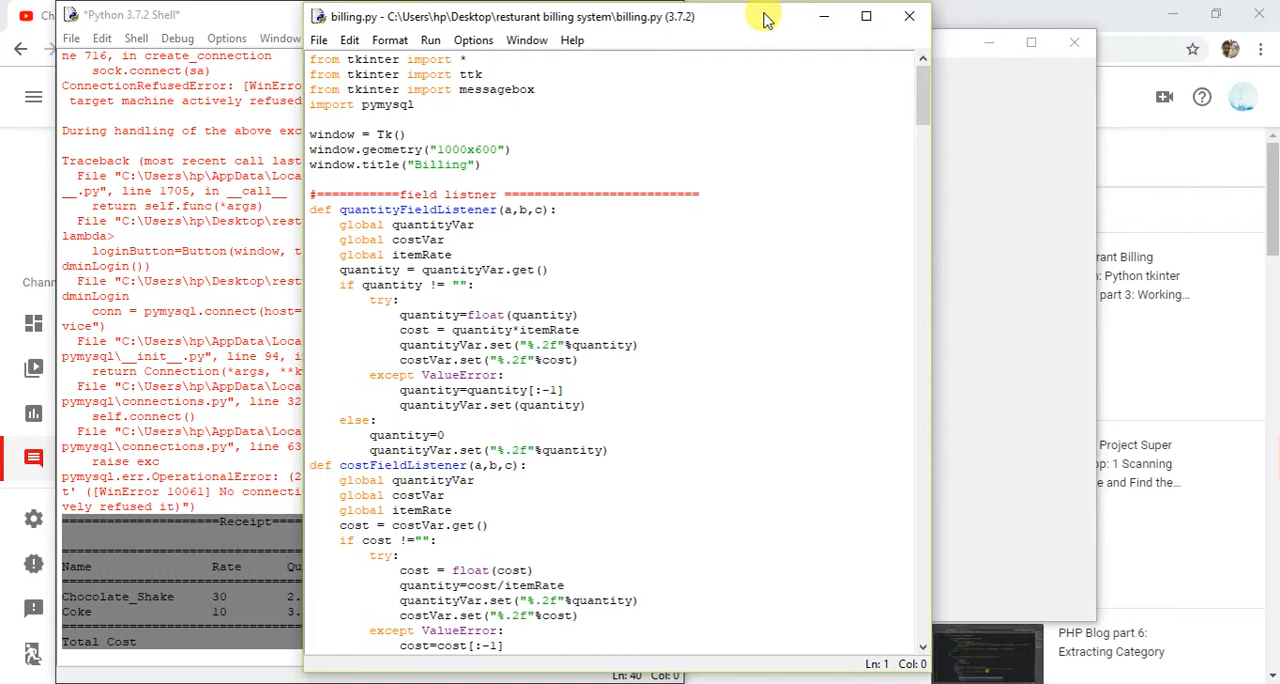 Ch
*Python 3.7.2 Shell*
File Edit Shell Debug Options Window
ne 716, in create_connection
sock.connect(sa)
ConnectionRefusedError: [WinErro
target machine actively refused
During handling of the above exc
Traceback (most recent call last
File "C:\Users\hp\AppData\Loca
__.py", line 1705, in __call__
return self.func(*args)
File "C:\Users\hp\Desktop\rest
lambda>
loginButton=Button(window, t
dminLogin())
File "C:\Users\hp\Desktop\rest
dminLogin
conn = pymysql.connect(host=
vice")
File "C:\Users\hp\AppData\Loca
pymysql\__init__.py", line 94, i
return Connection(*args, **k
File "C:\Users\hp\AppData\Loca
pymysql\connections.py", line 32
self.connect()
File "C:\Users\hp\AppData\Loca
pymysql\connections.py", line 63
raise exc
pymysql.err.OperationalError: (2
t' ([WinError 10061] No connecti
vely refused it)")
=====================Receipt====
Name Rate Qu
Chocolate_Shake 30 2.
Coke 10 3.
Total Cost
Ln: 40 Col: 0
Chann
billing.py - C:\Users\hp\Desktop\resturant billing system\billing.py (3.7.2)
File Edit Format Run Options Window Help
from tkinter import *
from tkinter import ttk
from tkinter import messagebox
import pymysql
window = Tk()
window.geometry("1000x600")
window.title("Billing")
#===========field listner ==========================
def quantityFieldListener(a,b,c):
global quantityVar
global costVar
global itemRate
quantity = quantityVar.get()
if quantity != "":
try:
quantity=float(quantity)
cost = quantity*itemRate
quantityVar.set("%.2f"%quantity)
costVar.set("%.2f"%cost)
except ValueError:
quantity=quantity[:-1]
quantityVar.set(quantity)
else:
quantity=0
quantityVar.set("%.2f"%quantity)
def costFieldListener(a,b,c):
global quantityVar
global costVar
global itemRate
cost = costVar.get()
if cost !="":
try:
cost = float(cost)
quantity=cost/itemRate
quantityVar.set("%.2f"%quantity)
costVar.set("%.2f"%cost)
except ValueError:
cost=cost[:-1]
Ln: 1 Col: 0
urant Billing
n: Python tkinter
part 3: Working...
Project Super
op: 1 Scanning
e and Find the...
PHP Blog part 6:
Extracting Category